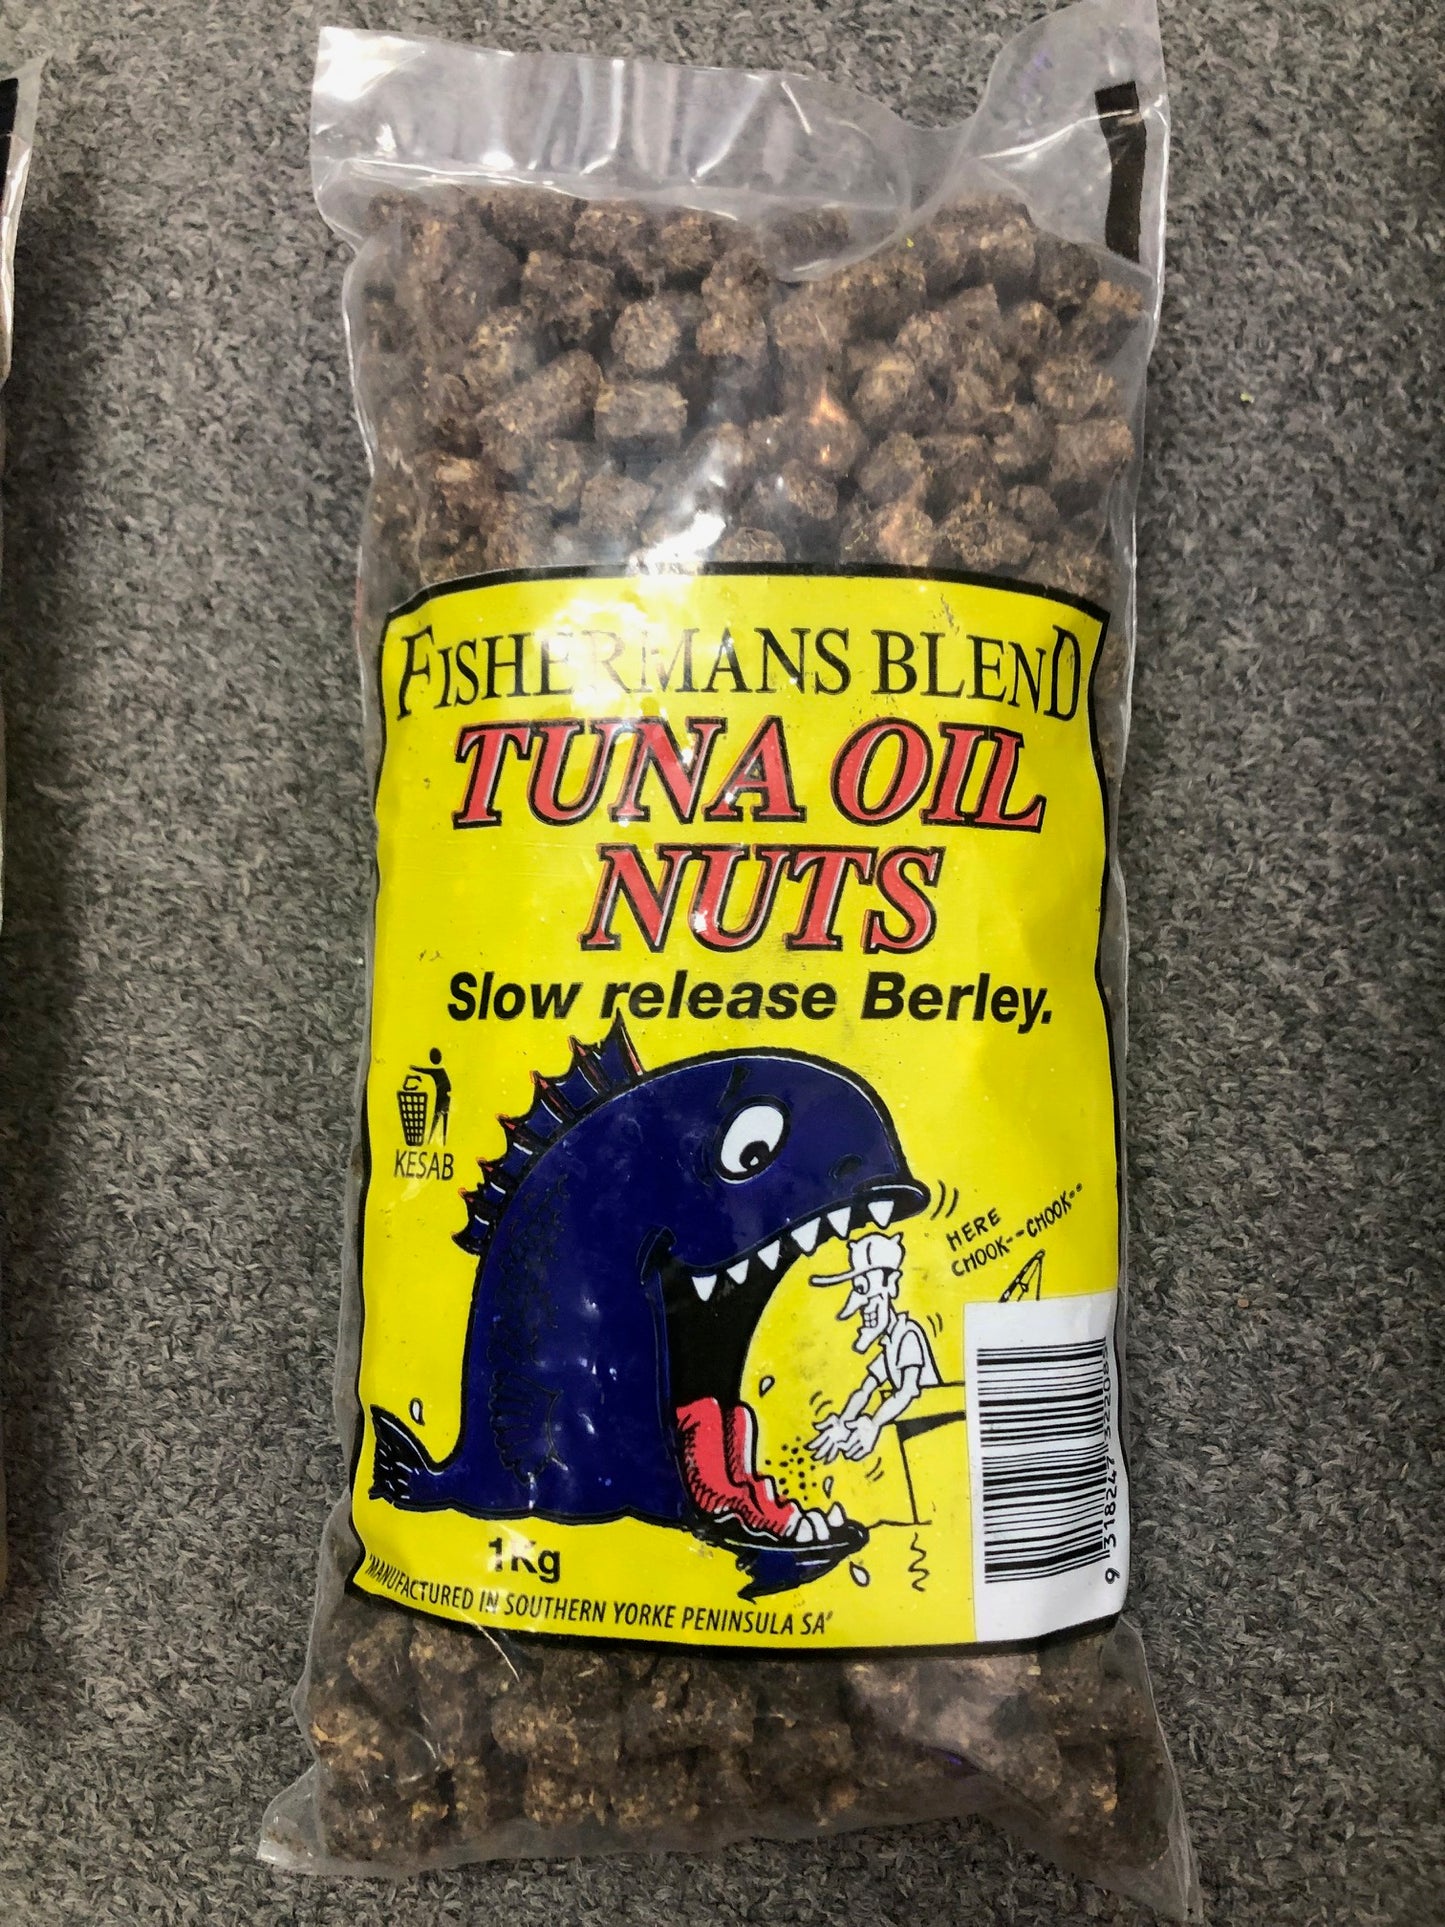 FISHERMANS BLEND
TUNA OIL
NUTS
Slow release Berley.
KESAB
HERE
CHOOK--CHOOK--
1Kg
"MANUFACTURED IN SOUTHERN YORKE PENINSULA SA"